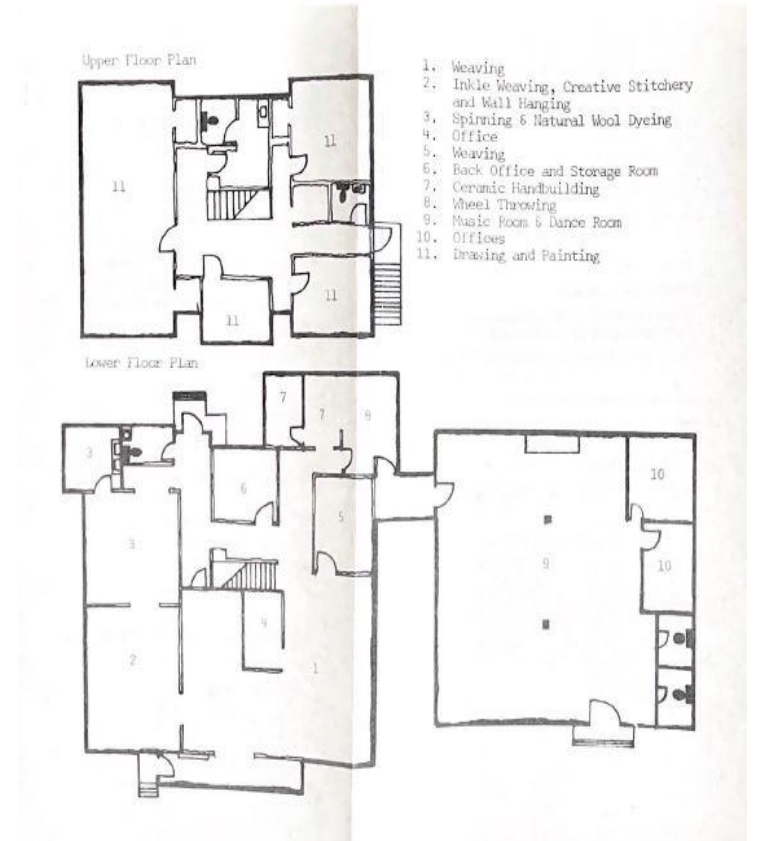 Upper Floor Plan
1. Weaving
2. Inkle Weaving, Creative Stitchery
and Wall Hanging
3. Spinning & Natural Wool Dyeing
4. Office
5. Weaving
6. Back Office and Storage Room
7. Ceramic Handbuilding
8. Wheel Throwing
9. Music Room & Dance Room
10. Offices
11. Drawing and Painting
11
11
11
11
Lower Floor Plan
7
7
8
3
6
5
10
3
9
10
4
2
1